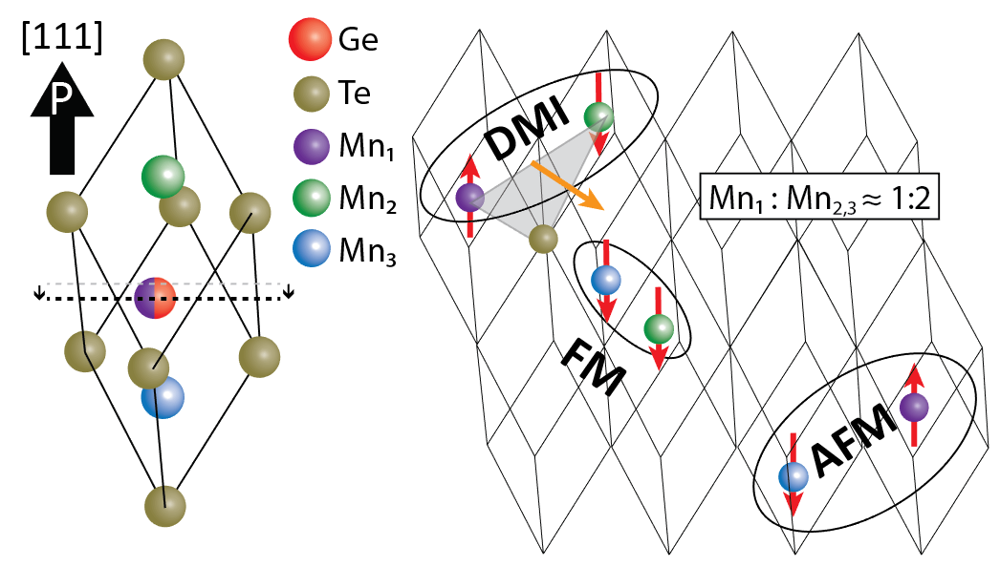 [111]
P
Ge
Te
Mn₁
Mn₂
Mn₃
DMI
Mn₁ : Mn₂,₃ ≈ 1:2
FM
AFM